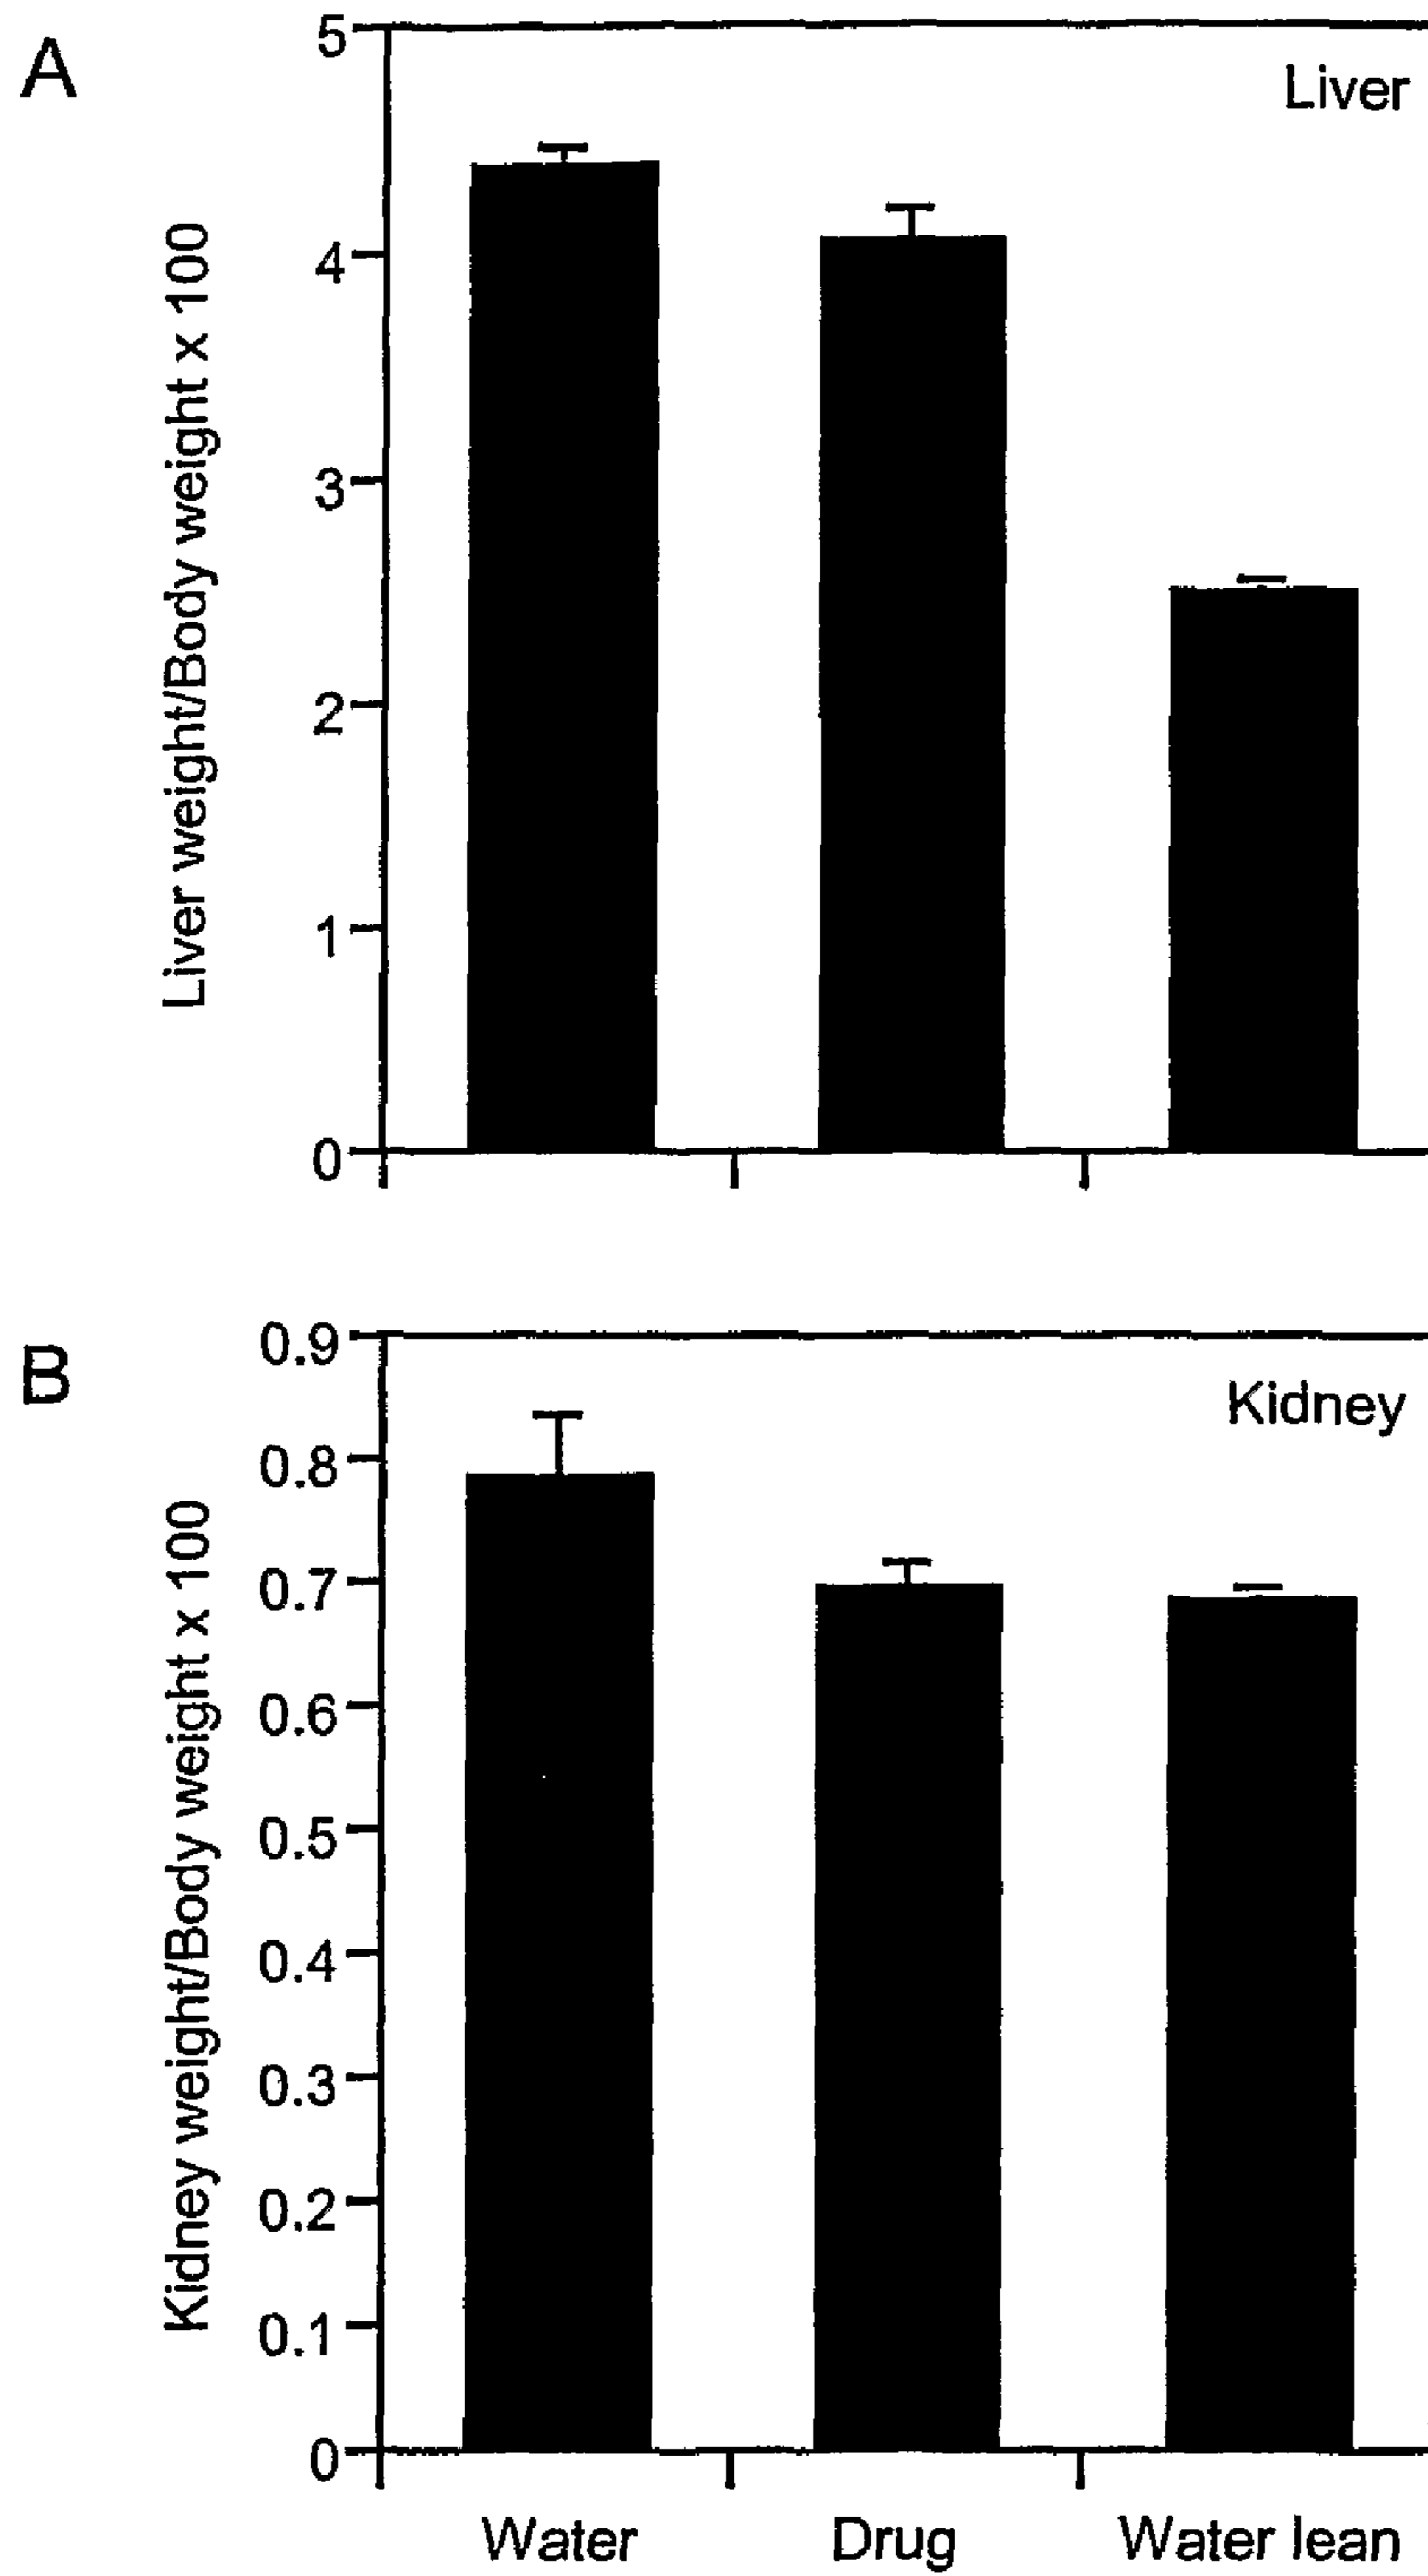 A
Liver
Liver weight/Body weight x 100
5
4
3
2
1
0
B
Kidney
Kidney weight/Body weight x 100
0.9
0.8
0.7
0.6
0.5
0.4
0.3
0.2
0.1
0
Water Drug Water lean